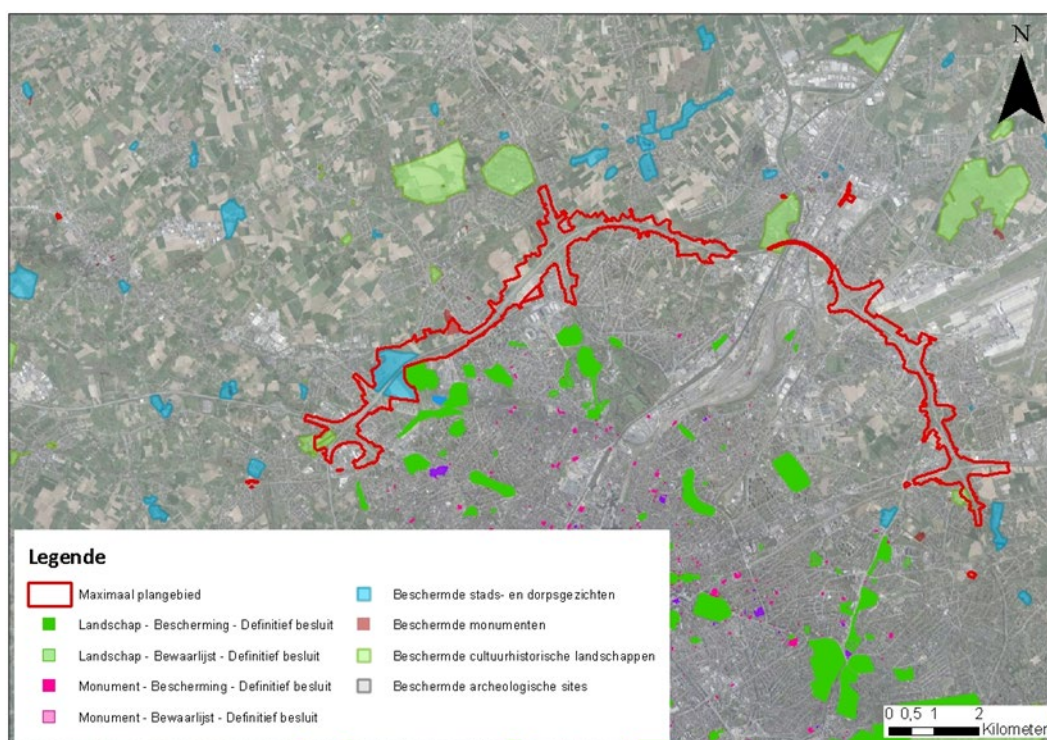 N
Legende
Maximaal plangebied
Landschap - Bescherming - Definitief besluit
Landschap - Bewaarlijst - Definitief besluit
Monument - Bescherming - Definitief besluit
Monument - Bewaarlijst - Definitief besluit
Beschermde stads- en dorpsgezichten
Beschermde monumenten
Beschermde cultuurhistorische landschappen
Beschermde archeologische sites
0 0,5 1 2
Kilometer